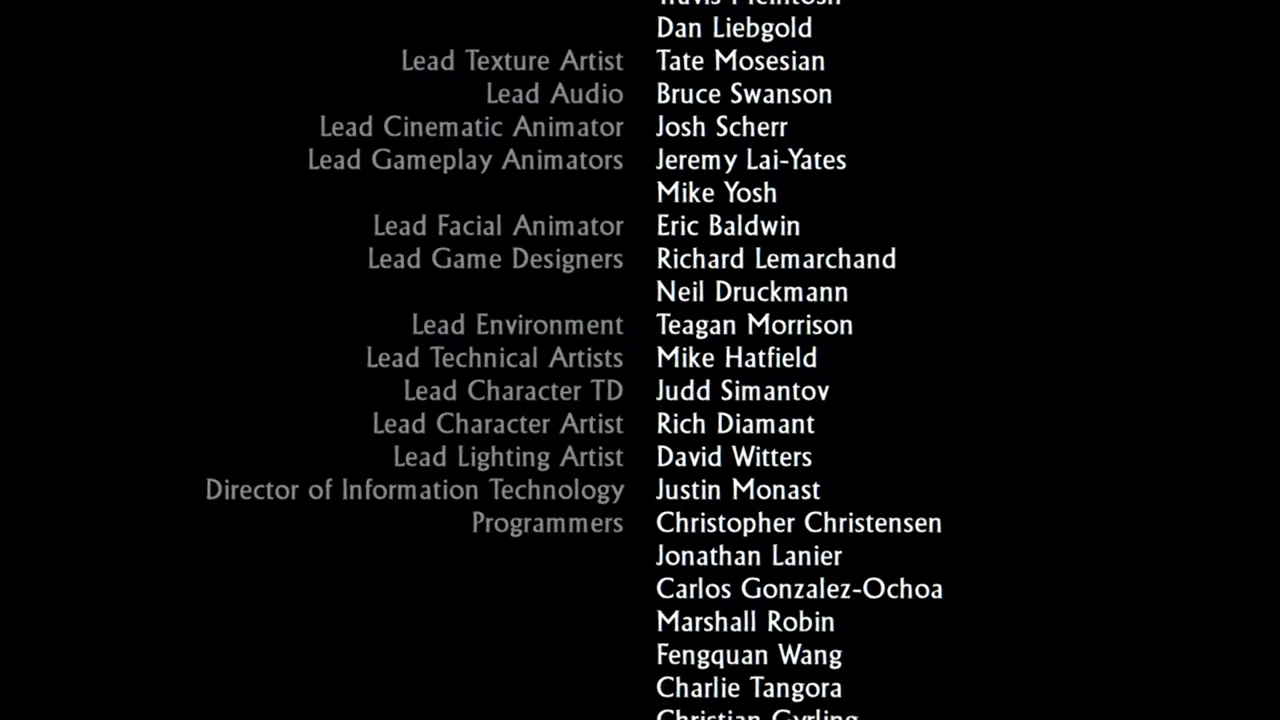 Travis McIntosh
Dan Liebgold
Lead Texture Artist Tate Mosesian
Lead Audio Bruce Swanson
Lead Cinematic Animator Josh Scherr
Lead Gameplay Animators Jeremy Lai-Yates
Mike Yosh
Lead Facial Animator Eric Baldwin
Lead Game Designers Richard Lemarchand
Neil Druckmann
Lead Environment Teagan Morrison
Lead Technical Artists Mike Hatfield
Lead Character TD Judd Simantov
Lead Character Artist Rich Diamant
Lead Lighting Artist David Witters
Director of Information Technology Justin Monast
Programmers Christopher Christensen
Jonathan Lanier
Carlos Gonzalez-Ochoa
Marshall Robin
Fengquan Wang
Charlie Tangora
Christian Gyrling